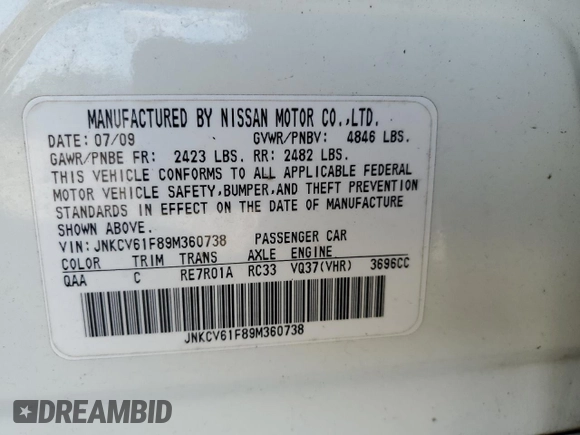 MANUFACTURED BY NISSAN MOTOR CO.,LTD.
DATE: 07/09 GVWR/PNBV: 4846 LBS.
GAWR/PNBE FR: 2423 LBS. RR: 2482 LBS.
THIS VEHICLE CONFORMS TO ALL APPLICABLE FEDERAL
MOTOR VEHICLE SAFETY,BUMPER,AND THEFT PREVENTION
STANDARDS IN EFFECT ON THE DATE OF MANUFACTURE
SHOWN ABOVE.
VIN: JNKCV61F89M360738 PASSENGER CAR
COLOR TRIM TRANS AXLE ENGINE
QAA C RE7R01A RC33 VQ37(VHR) 3696CC
JNKCV61F89M360738
DREAMBID